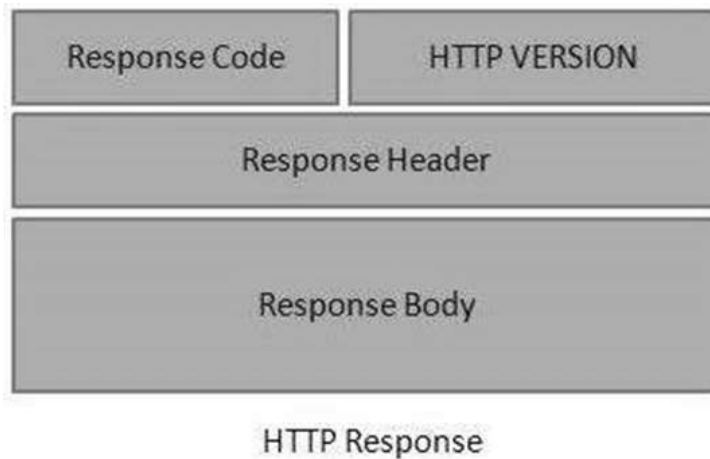 Response Code HTTP VERSION
Response Header
Response Body
HTTP Response